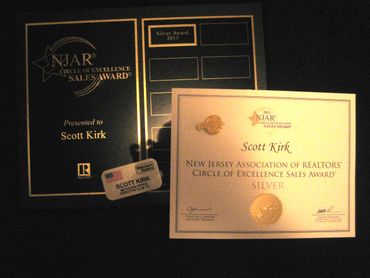 NJAR®
CIRCLE OF EXCELLENCE
SALES AWARD®
Presented to
Scott Kirk
R
REALTOR
Silver Award
2013
SCOTT KIRK
NJAR®
CIRCLE OF EXCELLENCE
SALES AWARD®
Scott Kirk
NEW JERSEY ASSOCIATION OF REALTORS®
CIRCLE OF EXCELLENCE SALES AWARD®
SILVER